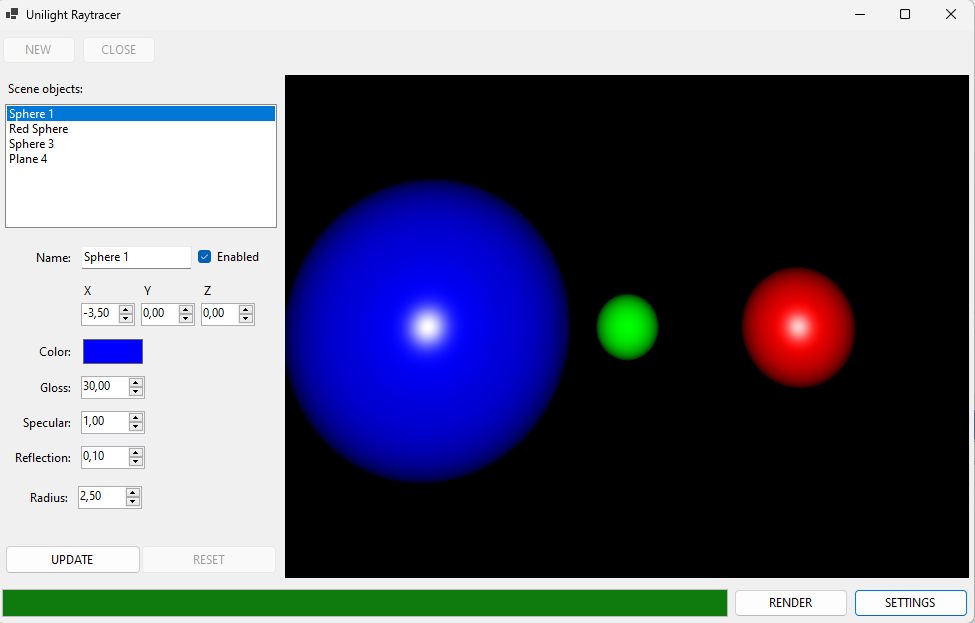 Unilight Raytracer
NEW CLOSE
Scene objects:
Sphere 1
Red Sphere
Sphere 3
Plane 4
Name: Sphere 1 Enabled
X Y Z
-3,50 0,00 0,00
Color:
Gloss: 30,00
Specular: 1,00
Reflection: 0,10
Radius: 2,50
UPDATE RESET
RENDER SETTINGS